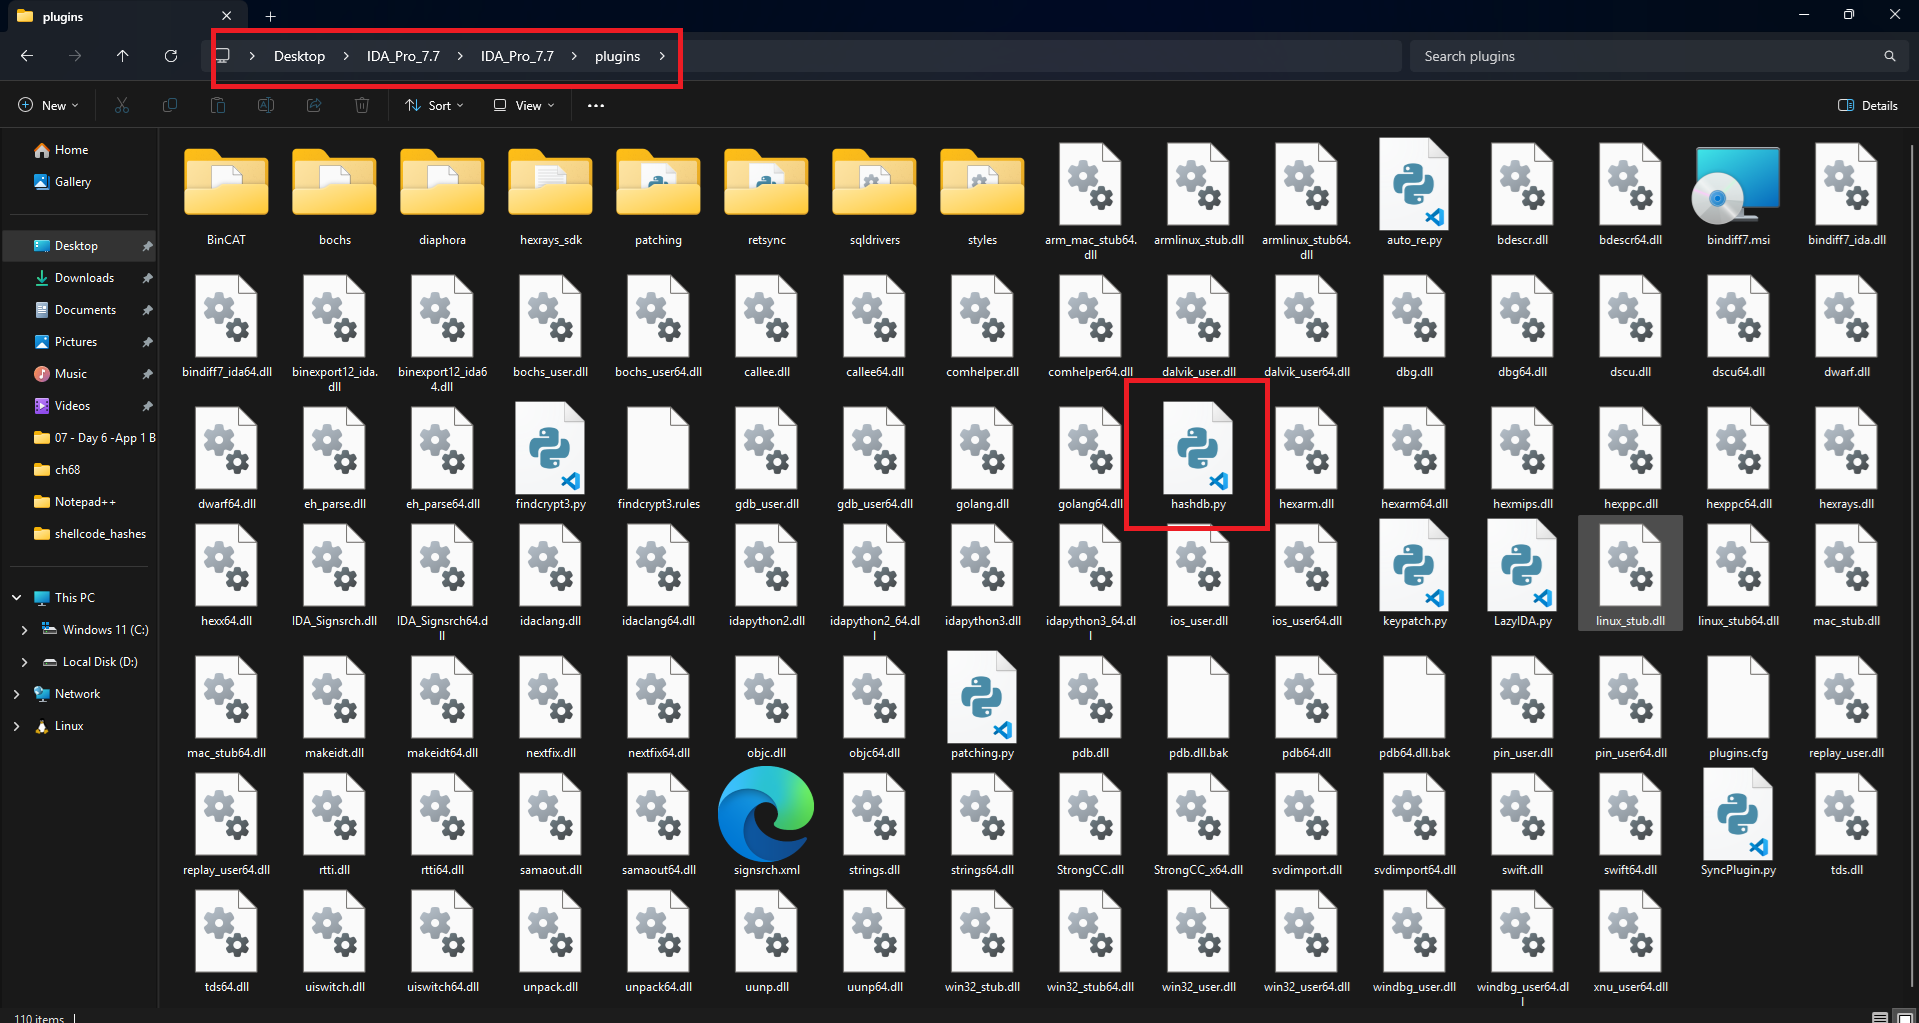 plugins
Desktop
IDA_Pro_7.7
IDA_Pro_7.7
plugins
Search plugins
New
Sort
View
Details
Home
Gallery
Desktop
Downloads
Documents
Pictures
Music
Videos
07 - Day 6 -App 1 B
ch68
Notepad++
shellcode_hashes
This PC
Windows 11 (C:)
Local Disk (D:)
Network
Linux
BinCAT
bochs
diaphora
hexrays_sdk
patching
retsync
sqldrivers
styles
arm_mac_stub64.
dll
armlinux_stub.dll
armlinux_stub64.
dll
auto_re.py
bdescr.dll
bdescr64.dll
bindiff7.msi
bindiff7_ida.dll
bindiff7_ida64.dll
binexport12_ida.
dll
binexport12_ida6
4.dll
bochs_user.dll
bochs_user64.dll
callee.dll
callee64.dll
comhelper.dll
comhelper64.dll
dalvik_user.dll
dalvik_user64.dll
dbg.dll
dbg64.dll
dscu.dll
dscu64.dll
dwarf.dll
dwarf64.dll
eh_parse.dll
eh_parse64.dll
findcrypt3.py
findcrypt3.rules
gdb_user.dll
gdb_user64.dll
golang.dll
golang64.dll
hashdb.py
hexarm.dll
hexarm64.dll
hexmips.dll
hexppc.dll
hexppc64.dll
hexrays.dll
hexx64.dll
IDA_Signsrch.dll
IDA_Signsrch64.d
ll
idaclang.dll
idaclang64.dll
idapython2.dll
idapython2_64.dl
l
idapython3.dll
idapython3_64.dl
l
ios_user.dll
ios_user64.dll
keypatch.py
LazyIDA.py
linux_stub.dll
linux_stub64.dll
mac_stub.dll
mac_stub64.dll
makeidt.dll
makeidt64.dll
nextfix.dll
nextfix64.dll
objc.dll
objc64.dll
patching.py
pdb.dll
pdb.dll.bak
pdb64.dll
pdb64.dll.bak
pin_user.dll
pin_user64.dll
plugins.cfg
replay_user.dll
replay_user64.dll
rtti.dll
rtti64.dll
samaout.dll
samaout64.dll
signsrch.xml
strings.dll
strings64.dll
StrongCC.dll
StrongCC_x64.dll
svdimport.dll
svdimport64.dll
swift.dll
swift64.dll
SyncPlugin.py
tds.dll
tds64.dll
uiswitch.dll
uiswitch64.dll
unpack.dll
unpack64.dll
uunp.dll
uunp64.dll
win32_stub.dll
win32_stub64.dll
win32_user.dll
win32_user64.dll
windbg_user.dll
windbg_user64.dl
l
xnu_user64.dll
110 items